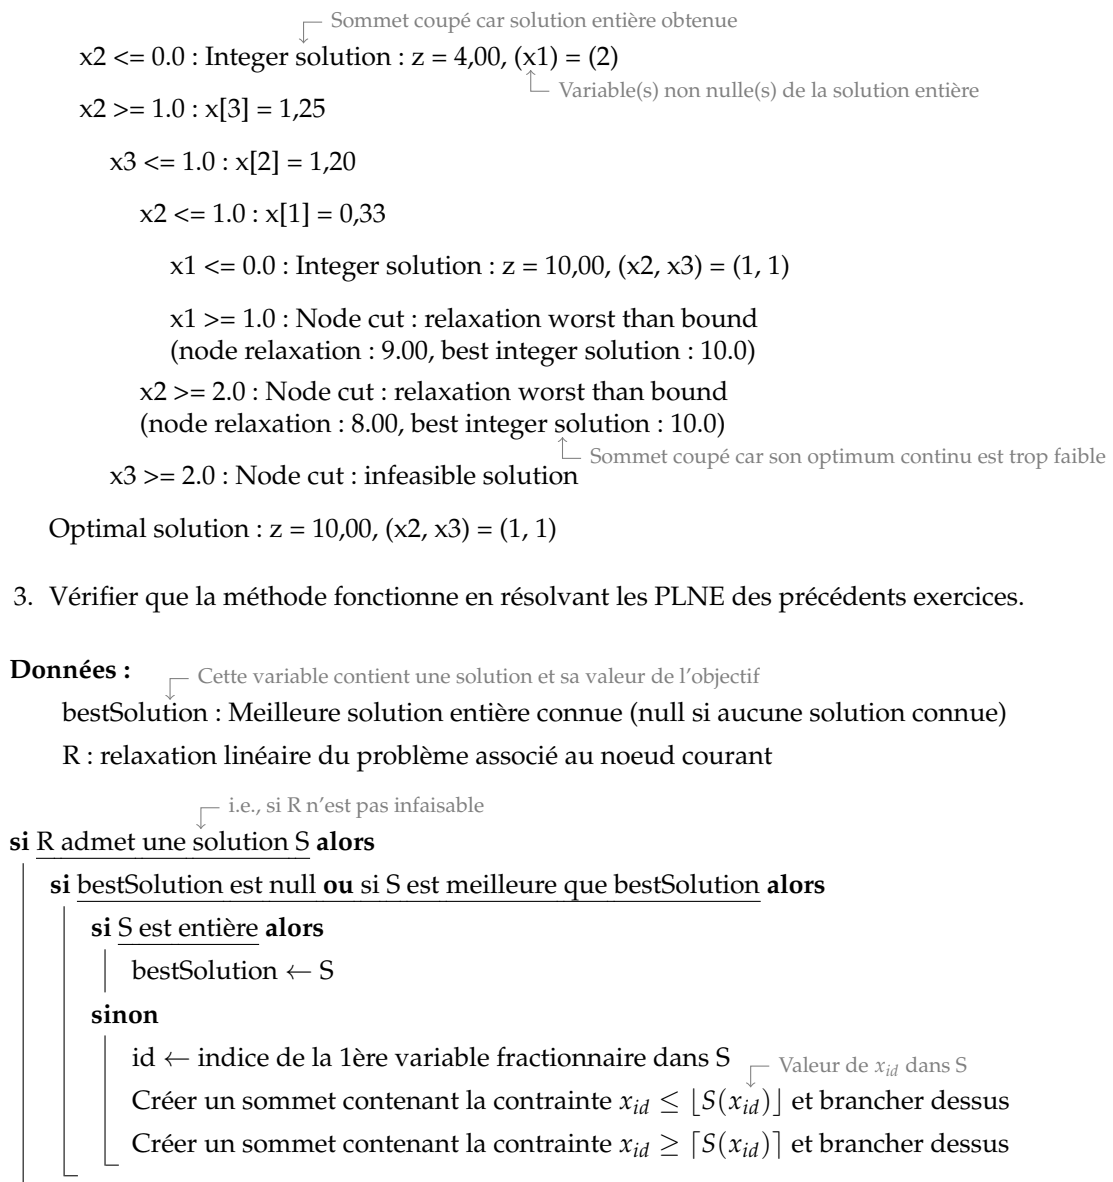 Sommet coupé car solution entière obtenue
x2 <= 0.0 : Integer solution : z = 4,00, (x1) = (2)
Variable(s) non nulle(s) de la solution entière
x2 >= 1.0 : x[3] = 1,25
x3 <= 1.0 : x[2] = 1,20
x2 <= 1.0 : x[1] = 0,33
x1 <= 0.0 : Integer solution : z = 10,00, (x2, x3) = (1, 1)
x1 >= 1.0 : Node cut : relaxation worst than bound
(node relaxation : 9.00, best integer solution : 10.0)
x2 >= 2.0 : Node cut : relaxation worst than bound
(node relaxation : 8.00, best integer solution : 10.0)
Sommet coupé car son optimum continu est trop faible
x3 >= 2.0 : Node cut : infeasible solution
Optimal solution : z = 10,00, (x2, x3) = (1, 1)
3. Vérifier que la méthode fonctionne en résolvant les PLNE des précédents exercices.
Données :
Cette variable contient une solution et sa valeur de l'objectif
bestSolution : Meilleure solution entière connue (null si aucune solution connue)
R : relaxation linéaire du problème associé au noeud courant
i.e., si R n'est pas infaisable
si R admet une solution S alors
si bestSolution est null ou si S est meilleure que bestSolution alors
si S est entière alors
bestSolution ← S
sinon
id ← indice de la 1ère variable fractionnaire dans S
Valeur de x_{id} dans S
Créer un sommet contenant la contrainte x_{id} ≤ ⌊S(x_{id})⌋ et brancher dessus
Créer un sommet contenant la contrainte x_{id} ≥ ⌈S(x_{id})⌉ et brancher dessus